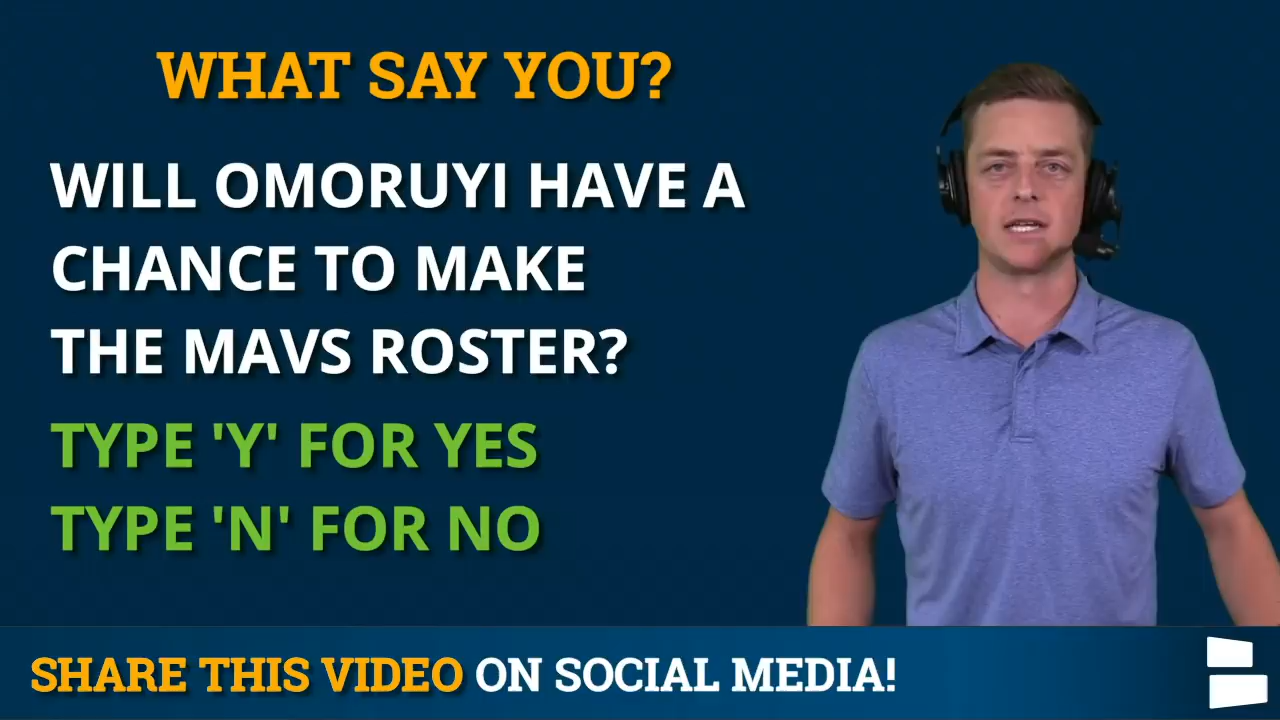 WHAT SAY YOU?
WILL OMORUYI HAVE A
CHANCE TO MAKE
THE MAVS ROSTER?
TYPE 'Y' FOR YES
TYPE 'N' FOR NO
SHARE THIS VIDEO ON SOCIAL MEDIA!